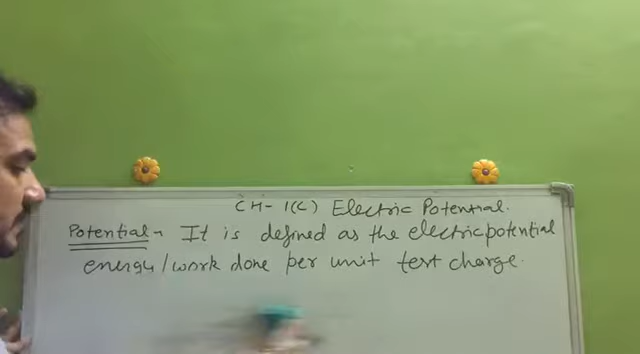 CH- 1(C) Electric Potential.
Potential → It is defined as the electric potential
energy/work done per unit test charge.